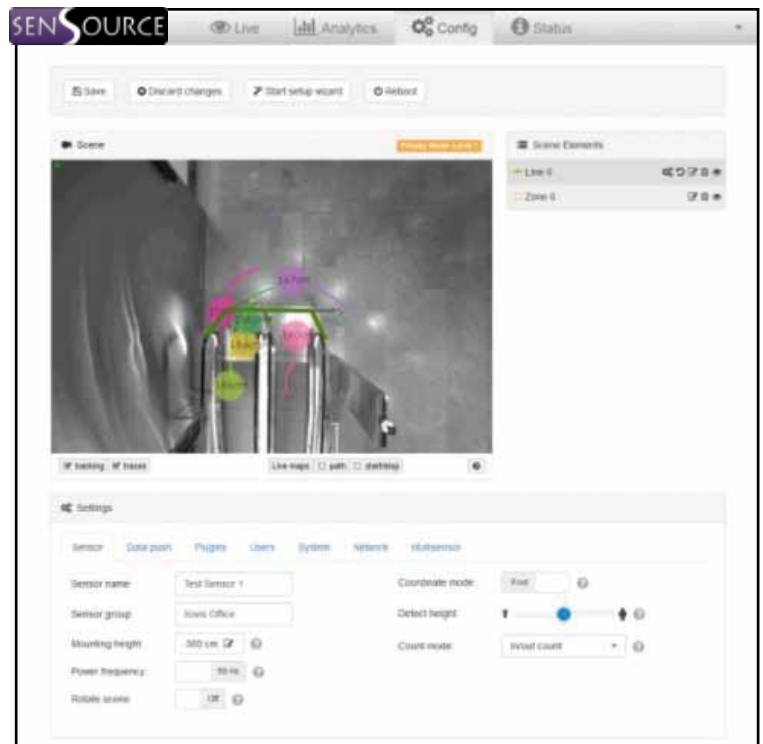 SENSOURCE
Live
Analytics
Config
Status
Save
Discard changes
Start setup wizard
Reboot
Scene
Scene Elements
Line 0
Zone 0
tracking
traces
Live maps
path
start/stop
Settings
Sensor
Data push
Plugins
Users
System
Network
Multisensor
Sensor name
Test Sensor 1
Coordinate mode
Foot
Sensor group
Detect height
Mounting height
300 cm
Count mode
In/out count
Power frequency
50 Hz
Rotate scene
Off